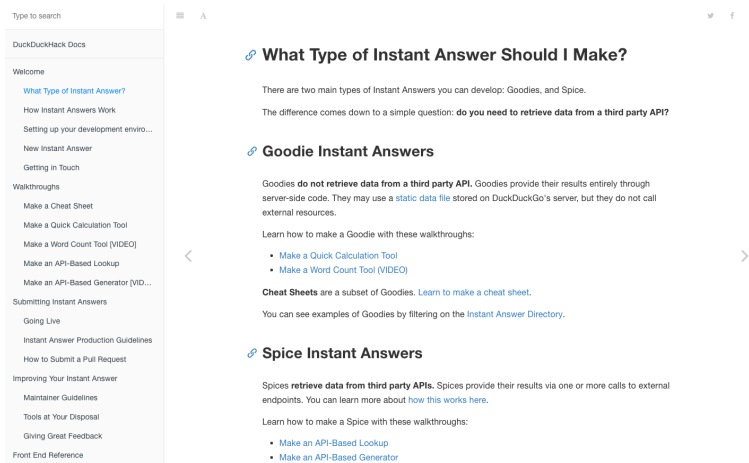 Type to search
A
DuckDuckHack Docs
Welcome
What Type of Instant Answer?
How Instant Answers Work
Setting up your development enviro...
New Instant Answer
Getting in Touch
Walkthroughs
Make a Cheat Sheet
Make a Quick Calculation Tool
Make a Word Count Tool [VIDEO]
Make an API-Based Lookup
Make an API-Based Generator [VID...
Submitting Instant Answers
Going Live
Instant Answer Production Guidelines
How to Submit a Pull Request
Improving Your Instant Answer
Maintainer Guidelines
Tools at Your Disposal
Giving Great Feedback
Front End Reference
What Type of Instant Answer Should I Make?
There are two main types of Instant Answers you can develop: Goodies, and Spice.
The difference comes down to a simple question: do you need to retrieve data from a third party API?
Goodie Instant Answers
Goodies do not retrieve data from a third party API. Goodies provide their results entirely through
server-side code. They may use a static data file stored on DuckDuckGo's server, but they do not call
external resources.
Learn how to make a Goodie with these walkthroughs:
• Make a Quick Calculation Tool
• Make a Word Count Tool (VIDEO)
Cheat Sheets are a subset of Goodies. Learn to make a cheat sheet.
You can see examples of Goodies by filtering on the Instant Answer Directory.
Spice Instant Answers
Spices retrieve data from third party APIs. Spices provide their results via one or more calls to external
endpoints. You can learn more about how this works here.
Learn how to make a Spice with these walkthroughs:
• Make an API-Based Lookup
• Make an API-Based Generator